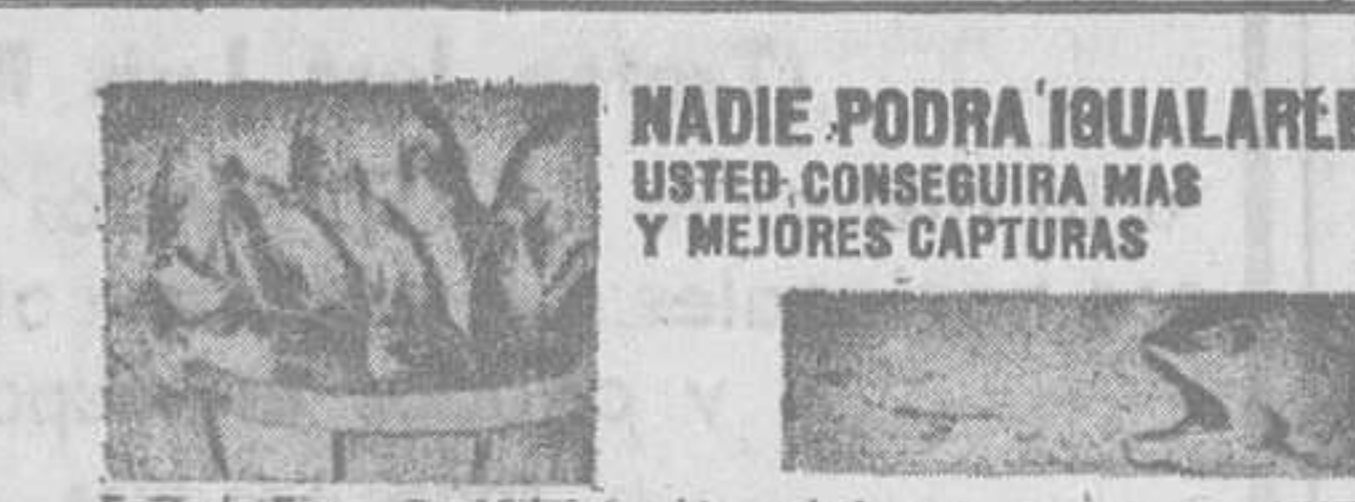 NADIE PODRA IGUALARLE
USTED CONSEGUIRA MAS
Y MEJORES CAPTURAS